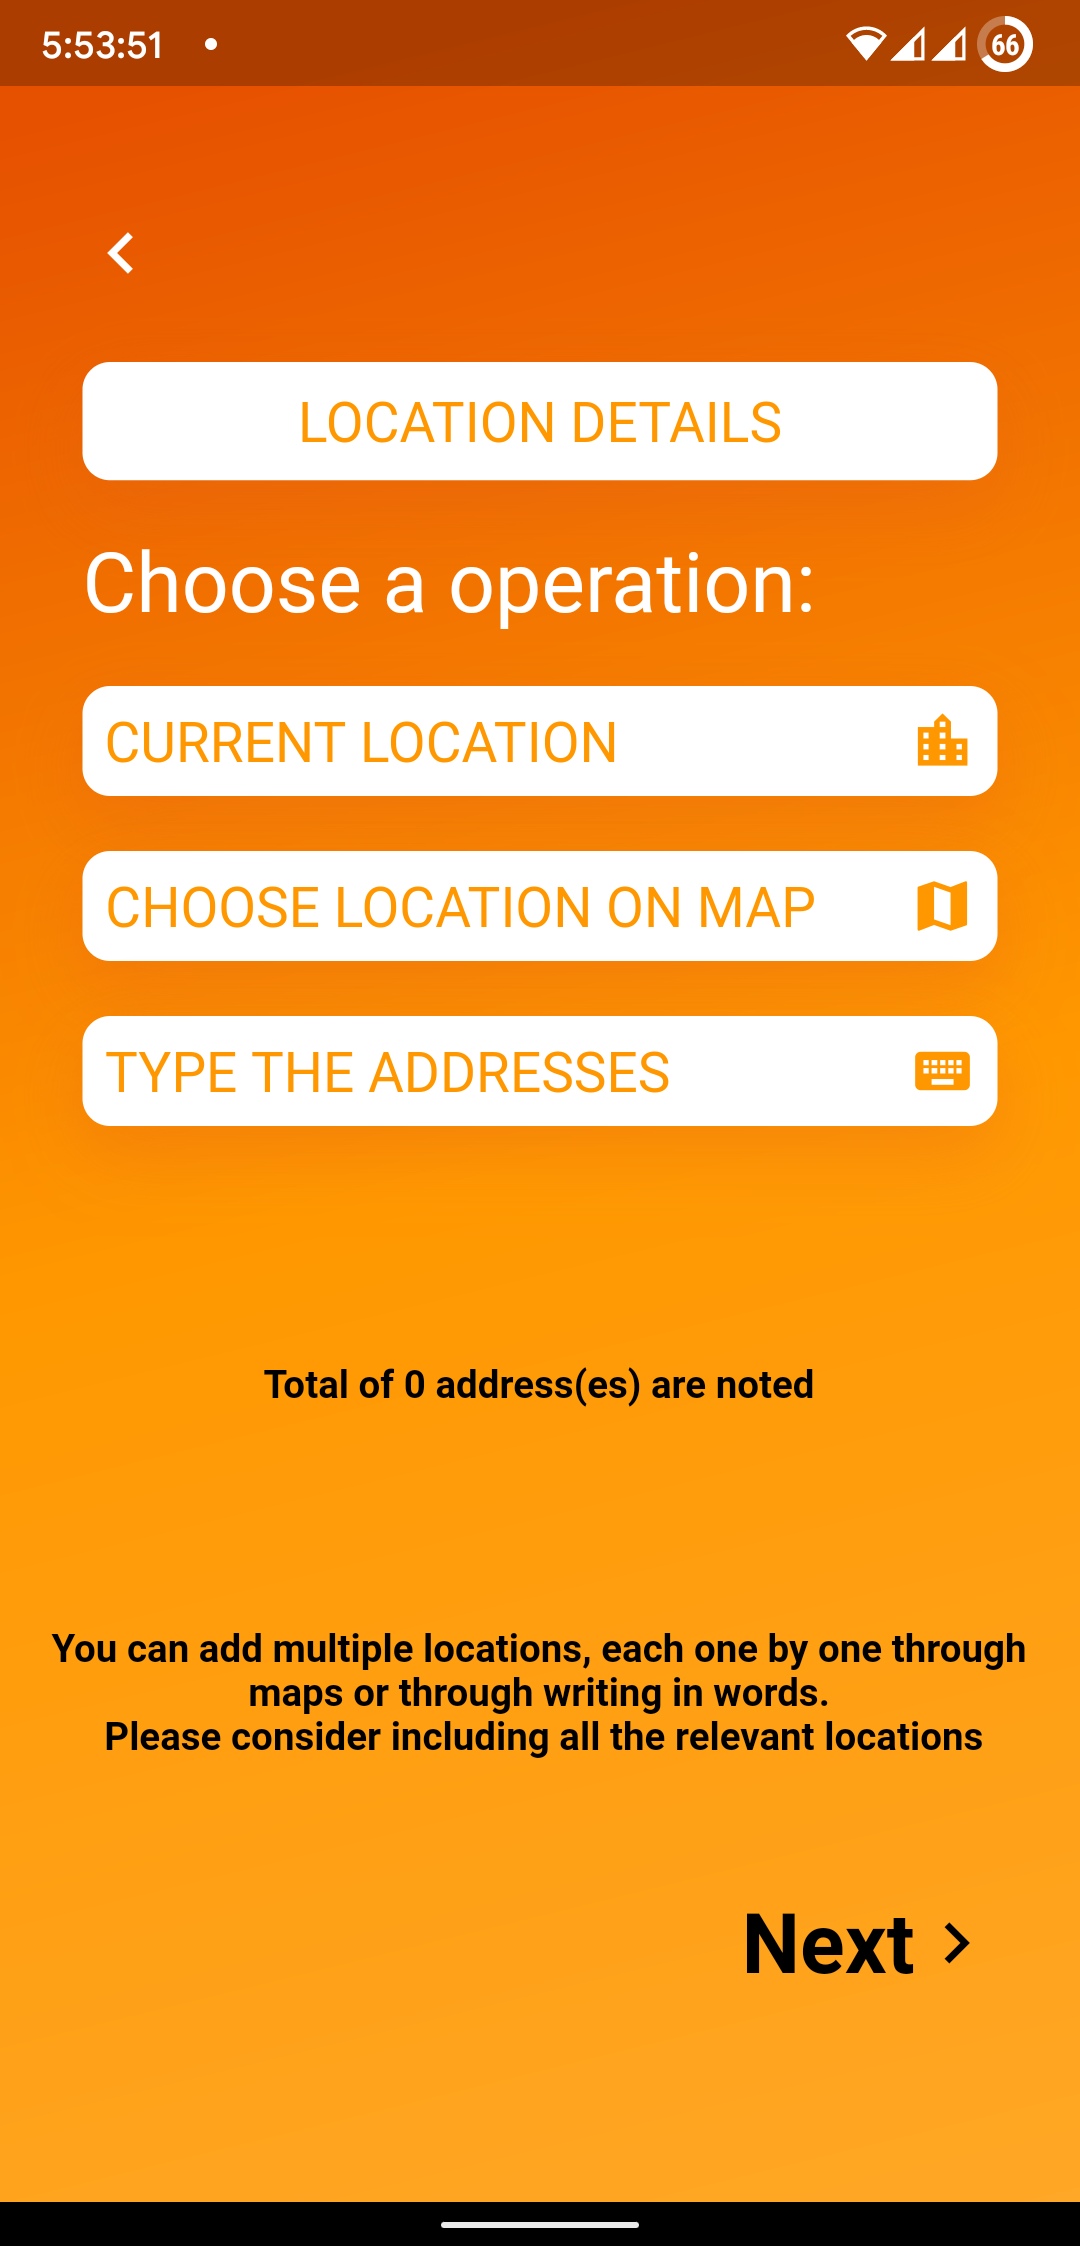 5:53:51
66
LOCATION DETAILS
Choose a operation:
CURRENT LOCATION
CHOOSE LOCATION ON MAP
TYPE THE ADDRESSES
Total of 0 address(es) are noted
You can add multiple locations, each one by one through
maps or through writing in words.
Please consider including all the relevant locations
Next